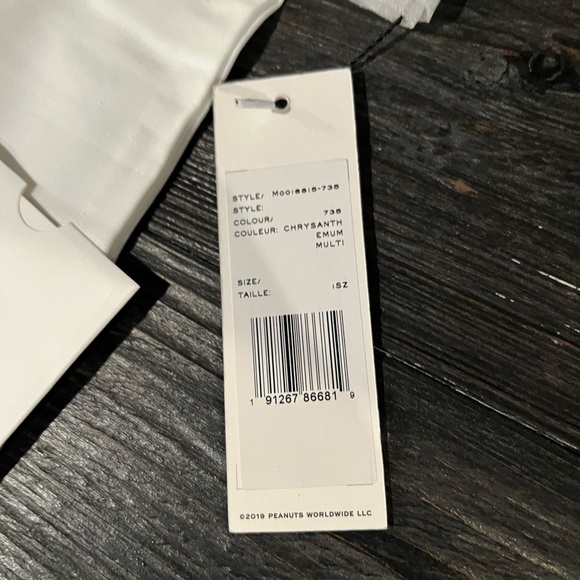 STYLE/ M0016815-738
STYLE:
COLOUR/ 738
COULEUR: CHRYSANTH
EMUM
MULTI
SIZE/
TAILLE: 1SZ
1 91267 86681 9
©2019 PEANUTS WORLDWIDE LLC